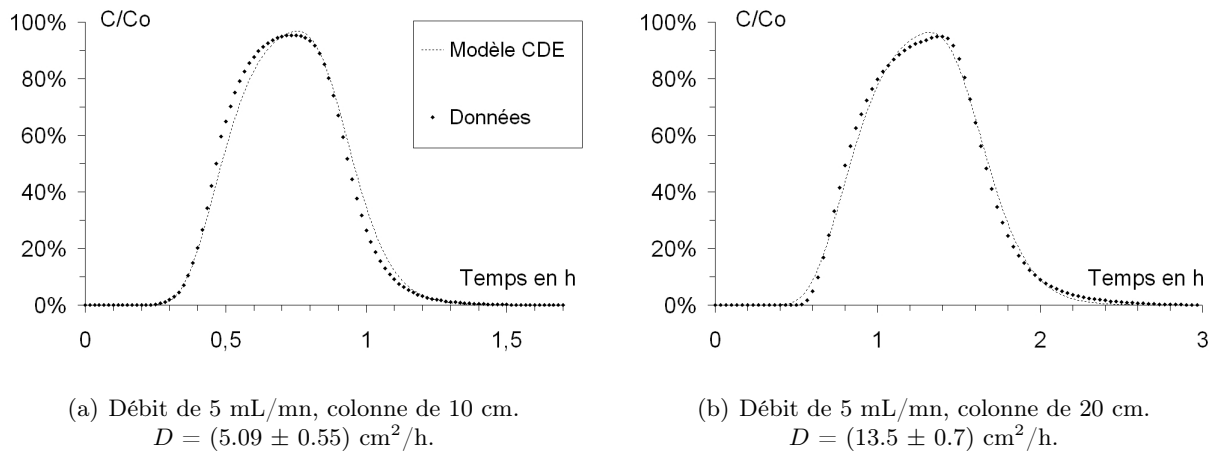 C/Co
100%
80%
60%
40%
20%
0%
0
0,5
1
1,5
Temps en h
Modèle CDE
Données
C/Co
100%
80%
60%
40%
20%
0%
0
1
2
3
Temps en h
(a) Débit de 5 mL/mn, colonne de 10 cm.
D = (5.09 ± 0.55) cm²/h.
(b) Débit de 5 mL/mn, colonne de 20 cm.
D = (13.5 ± 0.7) cm²/h.